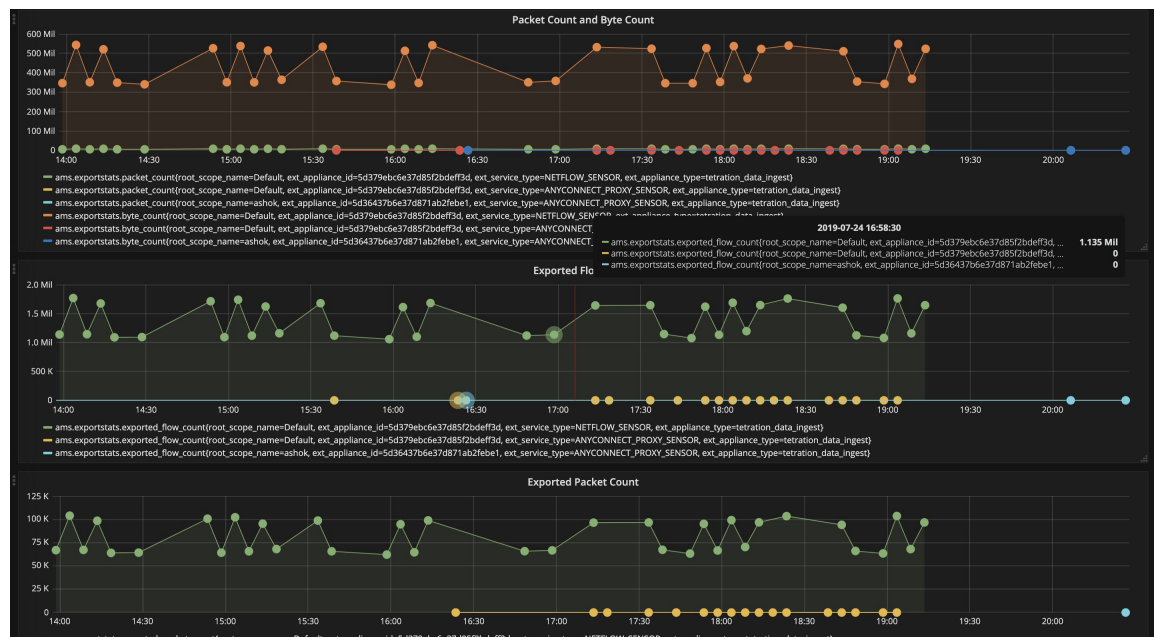 Packet Count and Byte Count
600 Mil
500 Mil
400 Mil
300 Mil
200 Mil
100 Mil
0
14:00 14:30 15:00 15:30 16:00 16:30 17:00 17:30 18:00 18:30 19:00 19:30 20:00
ams.exportstats.packet_count{root_scope_name=Default, ext_appliance_id=5d379ebc6e37d85f2bdeff3d, ext_service_type=NETFLOW_SENSOR, ext_appliance_type=tetration_data_ingest}
ams.exportstats.packet_count{root_scope_name=Default, ext_appliance_id=5d379ebc6e37d85f2bdeff3d, ext_service_type=ANYCONNECT_PROXY_SENSOR, ext_appliance_type=tetration_data_ingest}
ams.exportstats.packet_count{root_scope_name=ashok, ext_appliance_id=5d36437b6e37d871ab2febe1, ext_service_type=ANYCONNECT_PROXY_SENSOR, ext_appliance_type=tetration_data_ingest}
ams.exportstats.byte_count{root_scope_name=Default, ext_appliance_id=5d379ebc6e37d85f2bdeff3d, ext_service_type=NETFLOW_SENSOR, ext_appliance_type=tetration_data_ingest}
ams.exportstats.byte_count{root_scope_name=Default, ext_appliance_id=5d379ebc6e37d85f2bdeff3d, ext_service_type=ANYCONNECT_
ams.exportstats.byte_count{root_scope_name=ashok, ext_appliance_id=5d36437b6e37d871ab2febe1, ext_service_type=ANYCONNECT_
2019-07-24 16:58:30
ams.exportstats.exported_flow_count{root_scope_name=Default, ext_appliance_id=5d379ebc6e37d85f2bdeff3d, ... 1.135 Mil
ams.exportstats.exported_flow_count{root_scope_name=Default, ext_appliance_id=5d379ebc6e37d85f2bdeff3d, ... 0
ams.exportstats.exported_flow_count{root_scope_name=ashok, ext_appliance_id=5d36437b6e37d871ab2febe1, ... 0
Exported Flo
2.0 Mil
1.5 Mil
1.0 Mil
500 K
0
14:00 14:30 15:00 15:30 16:00 16:30 17:00 17:30 18:00 18:30 19:00 19:30 20:00
ams.exportstats.exported_flow_count{root_scope_name=Default, ext_appliance_id=5d379ebc6e37d85f2bdeff3d, ext_service_type=NETFLOW_SENSOR, ext_appliance_type=tetration_data_ingest}
ams.exportstats.exported_flow_count{root_scope_name=Default, ext_appliance_id=5d379ebc6e37d85f2bdeff3d, ext_service_type=ANYCONNECT_PROXY_SENSOR, ext_appliance_type=tetration_data_ingest}
ams.exportstats.exported_flow_count{root_scope_name=ashok, ext_appliance_id=5d36437b6e37d871ab2febe1, ext_service_type=ANYCONNECT_PROXY_SENSOR, ext_appliance_type=tetration_data_ingest}
Exported Packet Count
125 K
100 K
75 K
50 K
25 K
0
14:00 14:30 15:00 15:30 16:00 16:30 17:00 17:30 18:00 18:30 19:00 19:30 20:00